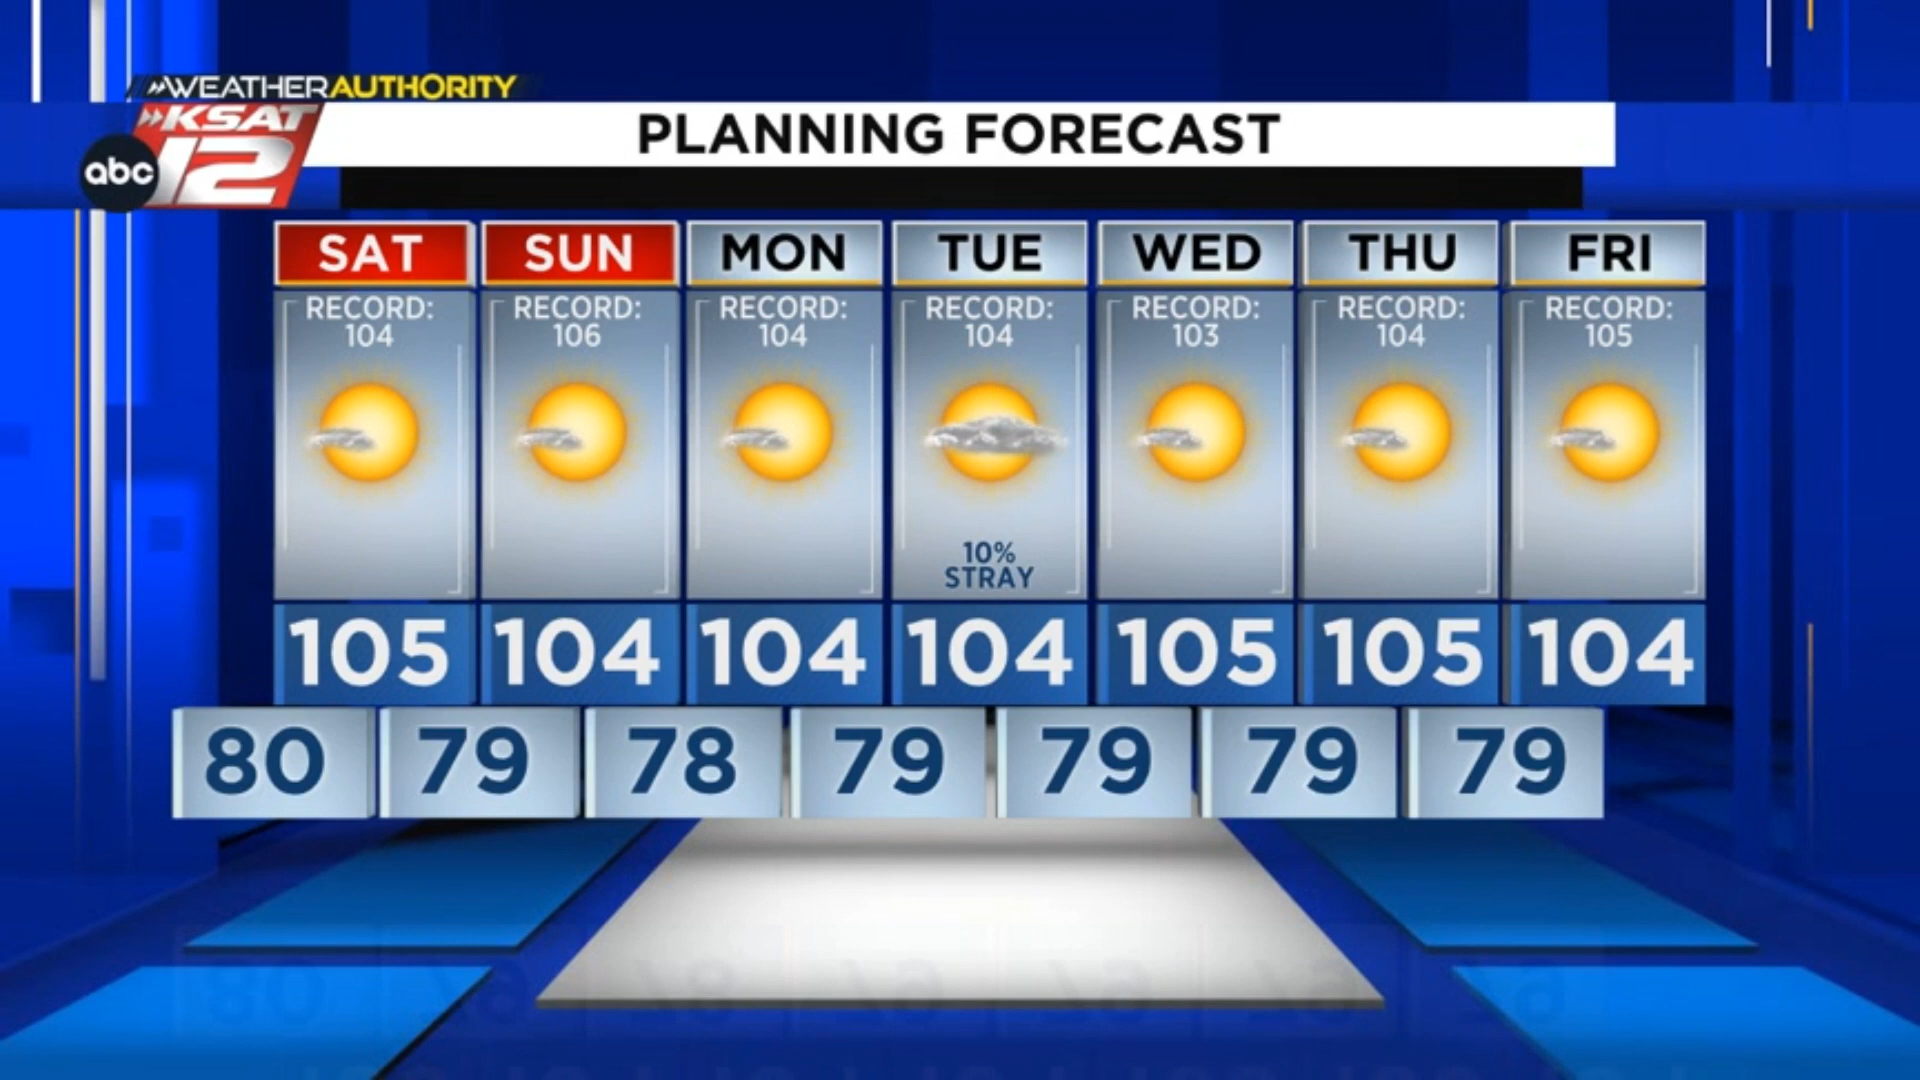 »WEATHERAUTHORITY
»KSAT
abc 12
PLANNING FORECAST
SAT SUN MON TUE WED THU FRI
RECORD: RECORD: RECORD: RECORD: RECORD: RECORD: RECORD:
104 106 104 104 103 104 105
10%
STRAY
105 104 104 104 105 105 104
80 79 78 79 79 79 79